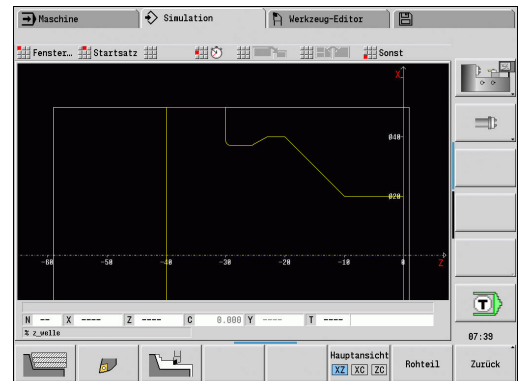 Maschine Simulation Werkzeug-Editor
Fenster... Startsatz Sonst
X
Ø40
Ø20
-60 -50 -40 -30 -20 -10 0 Z
N -- X ---- Z ---- C 0.000 Y ---- T ----
% z_welle
T
07:39
Hauptansicht
XZ XC ZC
Rohteil
Zurück